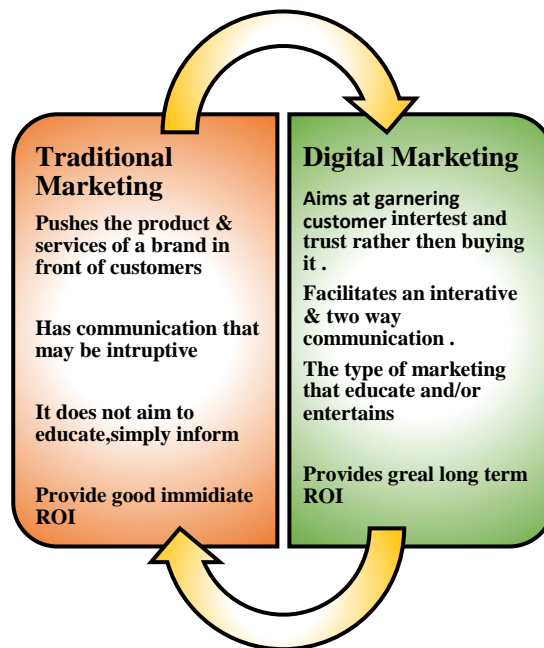 Traditional
Marketing
Pushes the product &
services of a brand in
front of customers
Has communication that
may be intruptive
It does not aim to
educate,simply inform
Provide good immidiate
ROI
Digital Marketing
Aims at garnering
customer intertest and
trust rather then buying
it .
Facilitates an interative
& two way
communication .
The type of marketing
that educate and/or
entertains
Provides greal long term
ROI